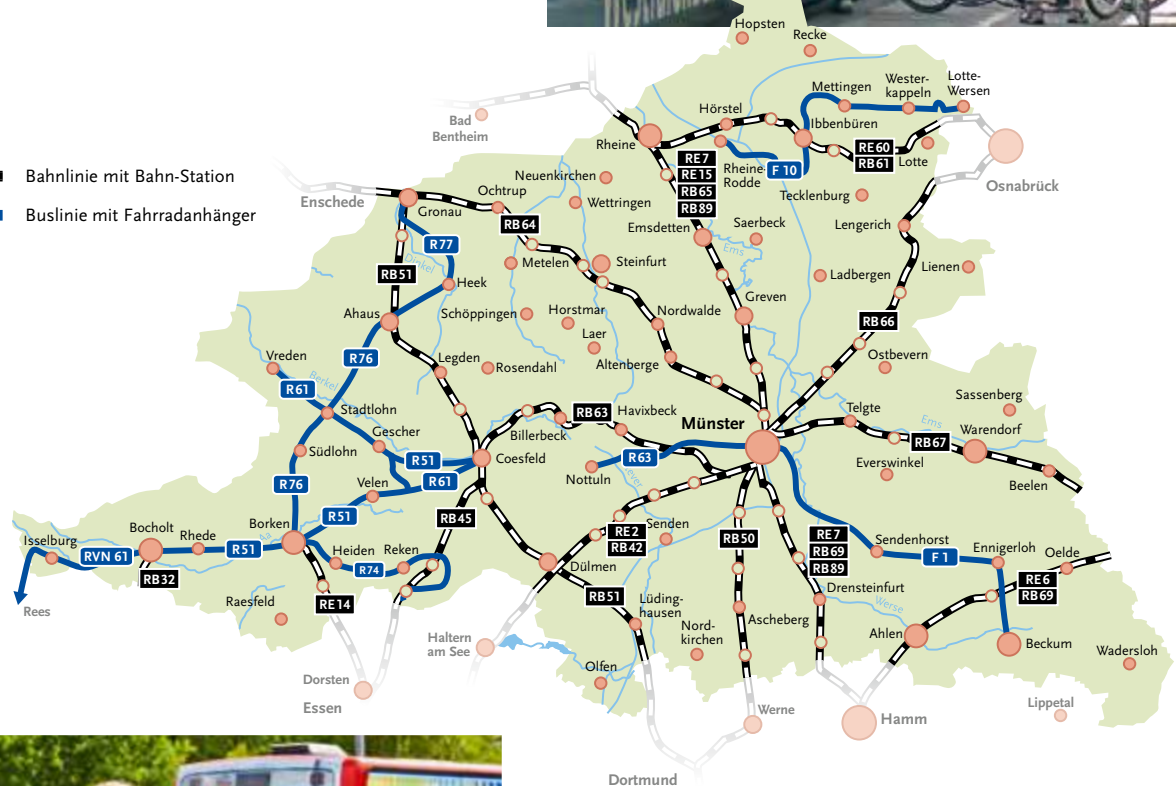 Bahnlinie mit Bahn-Station
Buslinie mit Fahrradanhänger
Hopsten
Recke
Mettingen
Wester-
kappeln
Lotte-
Wersen
Bad
Bentheim
Hörstel
Ibbenbüren
Rheine
RE7
RE15
RB65
RB89
Rheine-
Rodde
F 10
RE60
RB61
Lotte
Osnabrück
Enschede
Gronau
Ochtrup
Neuenkirchen
Wettringen
Tecklenburg
RB64
R77
Emsdetten
Saerbeck
Ems
Lengerich
Dinkel
RB51
Metelen
Steinfurt
Ladbergen
Lienen
Heek
Greven
Ahaus
Schöppingen
Horstmar
Nordwalde
RB66
Laer
Altenberge
Vreden
R76
Legden
Rosendahl
Ostbevern
R61
Berkel
Stadtlohn
RB63
Havixbeck
Münster
Telgte
Sassenberg
Ems
Warendorf
RB67
Gescher
Billerbeck
Südlohn
R51
Coesfeld
R63
Nottuln
Everswinkel
Beelen
R76
Velen
R61
R51
RB45
Borken
Aa
Bocholt
Rhede
Isselburg
RVN 61
R51
Heiden
Reken
R74
RB32
RE14
Raesfeld
Rees
RE2
RB42
Senden
RB50
RE7
RB69
RB89
Sendenhorst
F 1
Ennigerloh
Oelde
RE6
RB69
Dülmen
RB51
Lüding-
hausen
Nord-
kirchen
Ascheberg
Drensteinfurt
Werse
Ahlen
Beckum
Wadersloh
Haltern
am See
Olfen
Dorsten
Essen
Werne
Hamm
Lippetal
Dortmund